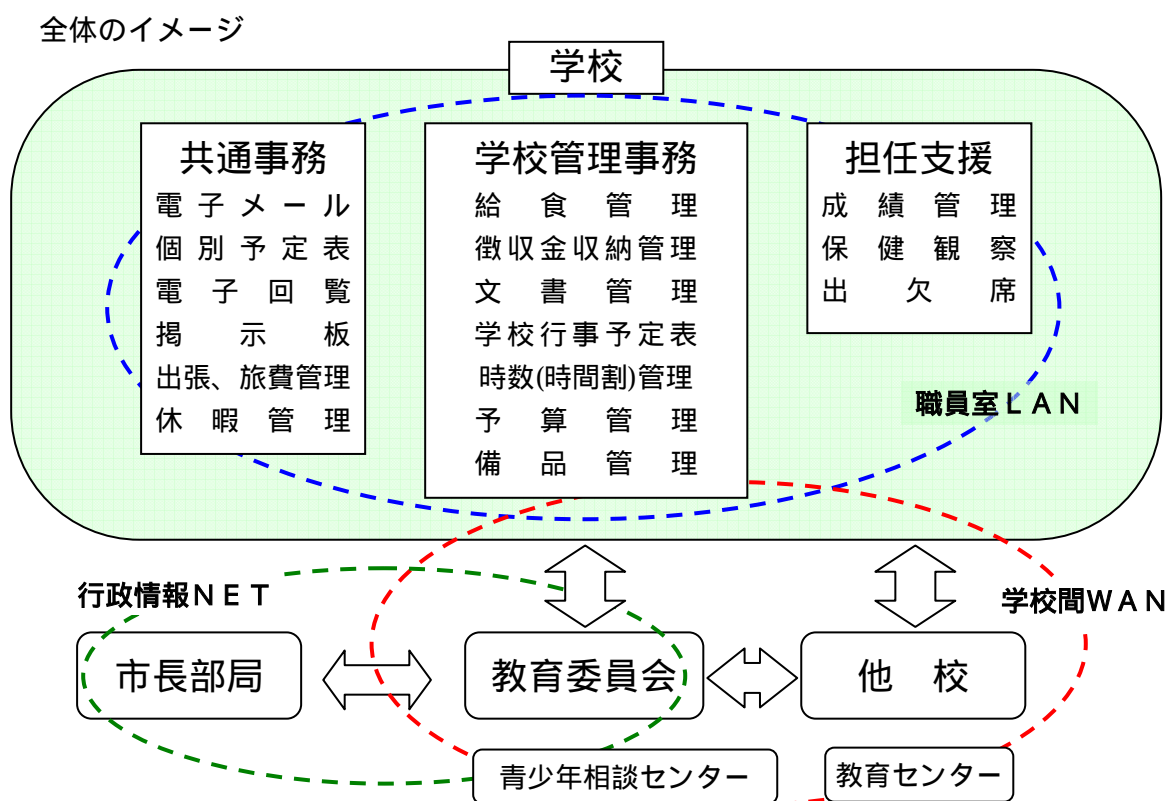 全体のイメージ
学校
共通事務
電子メール
個別予定表
電子回覧
掲示板
出張、旅費管理
休暇管理
学校管理事務
給食管理
徴収金収納管理
文書管理
学校行事予定表
時数(時間割)管理
予算管理
備品管理
担任支援
成績管理
保健観察
出欠席
職員室ＬＡＮ
行政情報ＮＥＴ
学校間ＷＡＮ
市長部局
教育委員会
他　校
青少年相談センター
教育センター